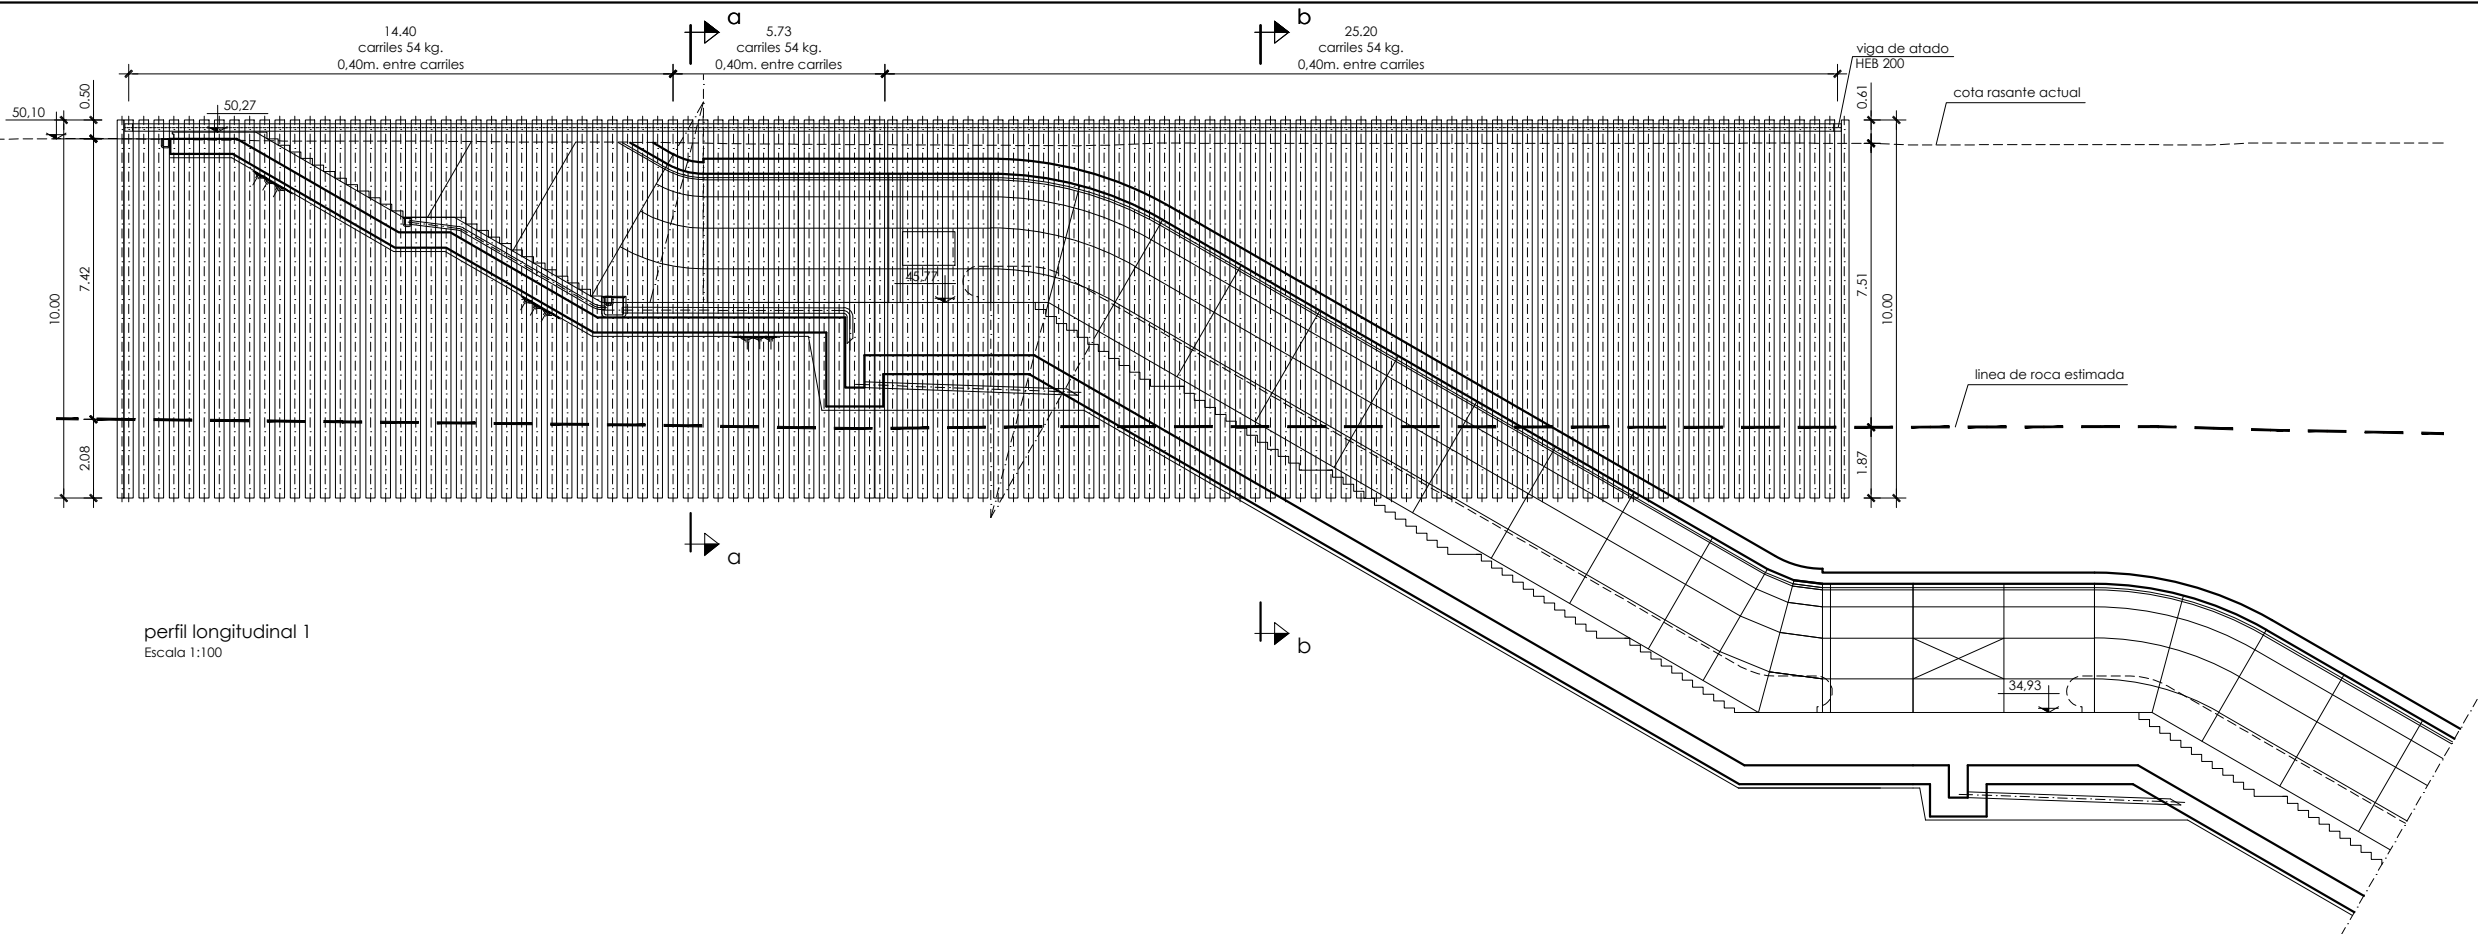 a
b
14.40
carriles 54 kg.
0,40m. entre carriles
5.73
carriles 54 kg.
0,40m. entre carriles
25.20
carriles 54 kg.
0,40m. entre carriles
viga de atado
HEB 200
cota rasante actual
50,10
0.50
50,27
0.61
7.42
10.00
45,77
7.51
10.00
linea de roca estimada
2.08
1.87
a
b
perfil longitudinal 1
Escala 1:100
34,93